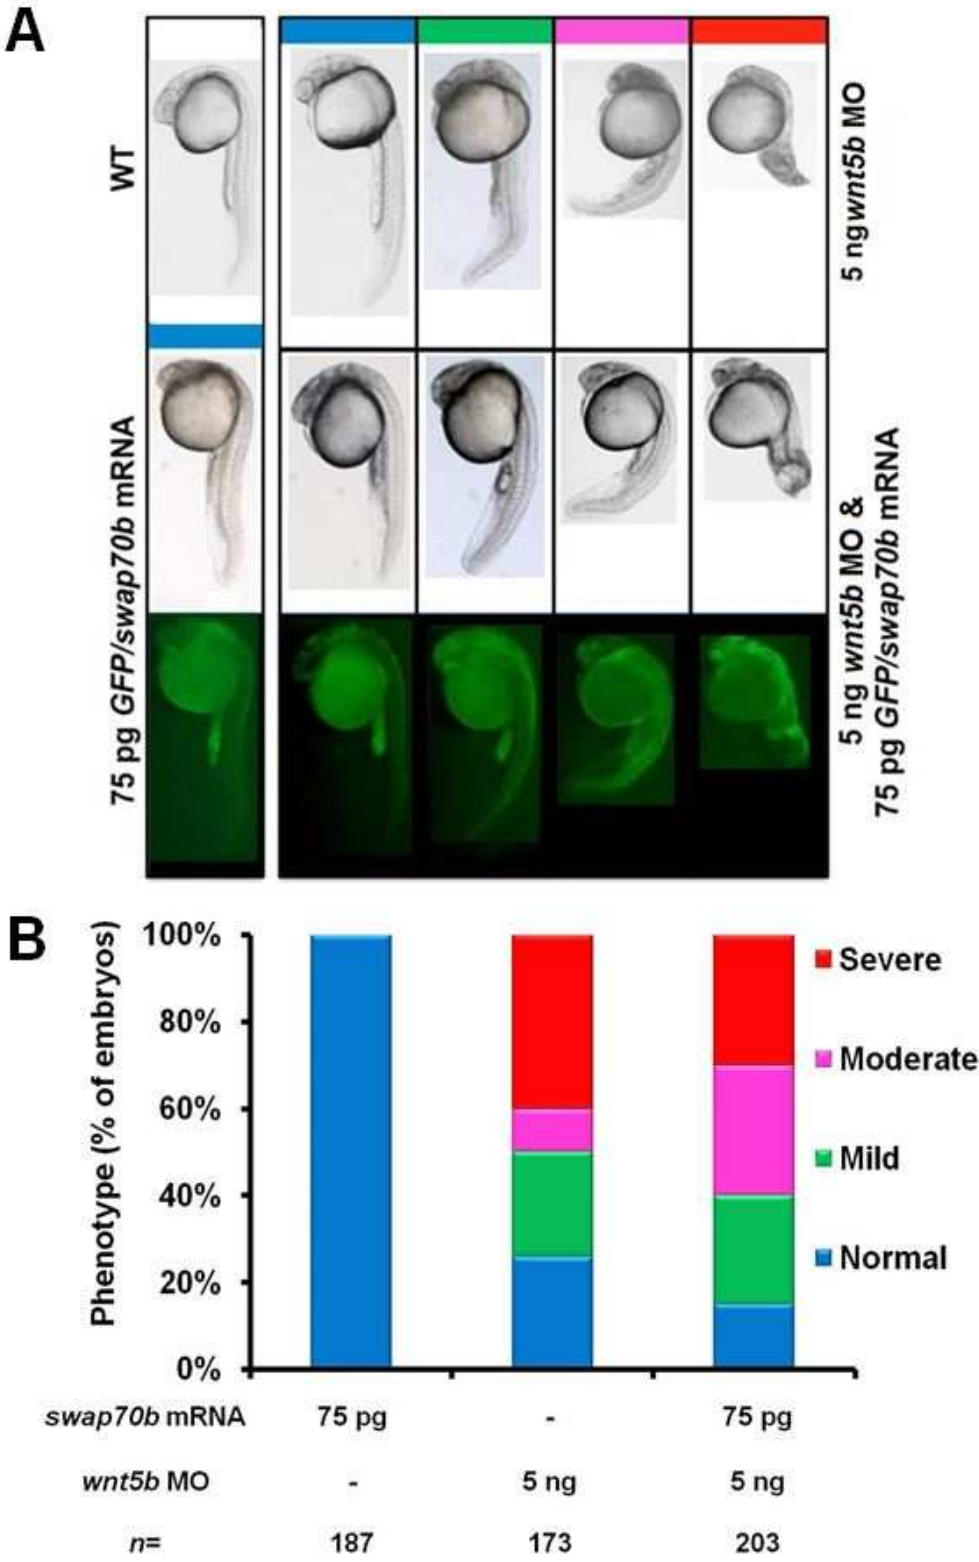 A
WT
5 ngwnt5b MO
75 pg GFP/swap70b mRNA
5 ng wnt5b MO &
75 pg GFP/swap70b mRNA
B
Phenotype (% of embryos)
100%
80%
60%
40%
20%
0%
Severe
Moderate
Mild
Normal
swap70b mRNA 75 pg - 75 pg
wnt5b MO - 5 ng 5 ng
n= 187 173 203